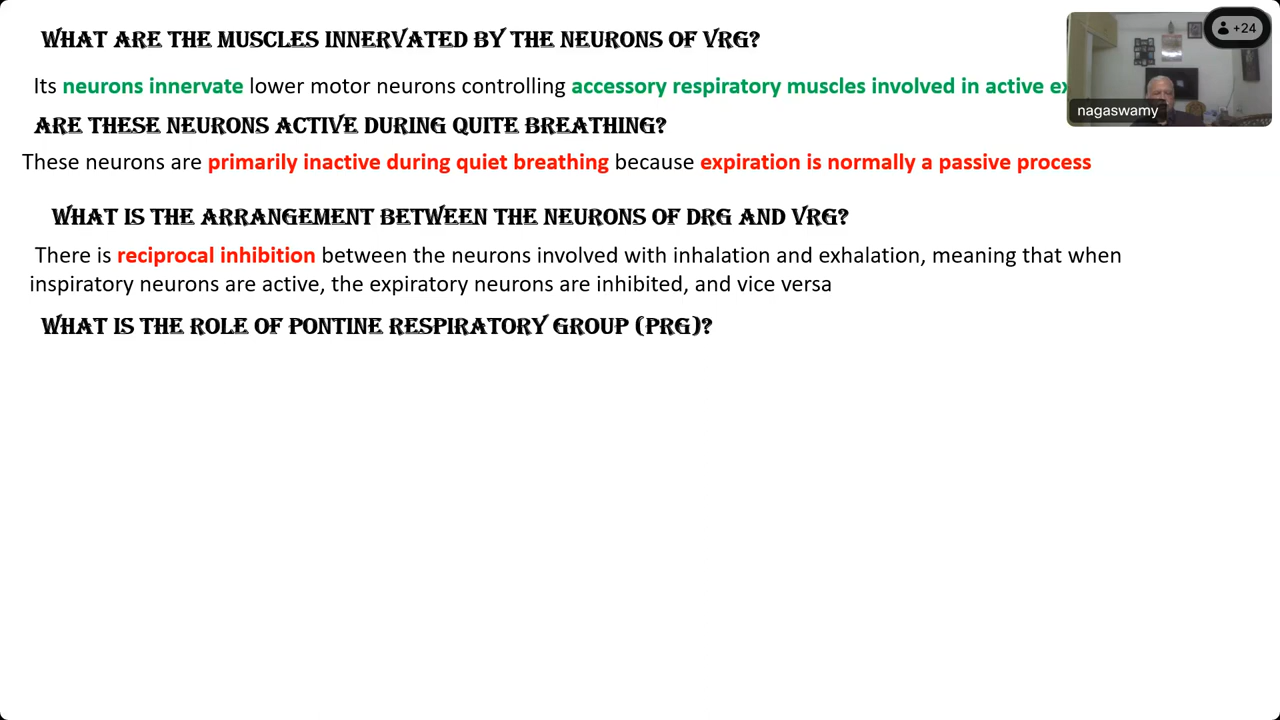 WHAT ARE THE MUSCLES INNERVATED BY THE NEURONS OF VRG?
+24
Its neurons innervate lower motor neurons controlling accessory respiratory muscles involved in active
nagaswamy
ARE THESE NEURONS ACTIVE DURING QUITE BREATHING?
These neurons are primarily inactive during quiet breathing because expiration is normally a passive process
WHAT IS THE ARRANGEMENT BETWEEN THE NEURONS OF DRG AND VRG?
There is reciprocal inhibition between the neurons involved with inhalation and exhalation, meaning that when
inspiratory neurons are active, the expiratory neurons are inhibited, and vice versa
WHAT IS THE ROLE OF PONTINE RESPIRATORY GROUP (PRG)?